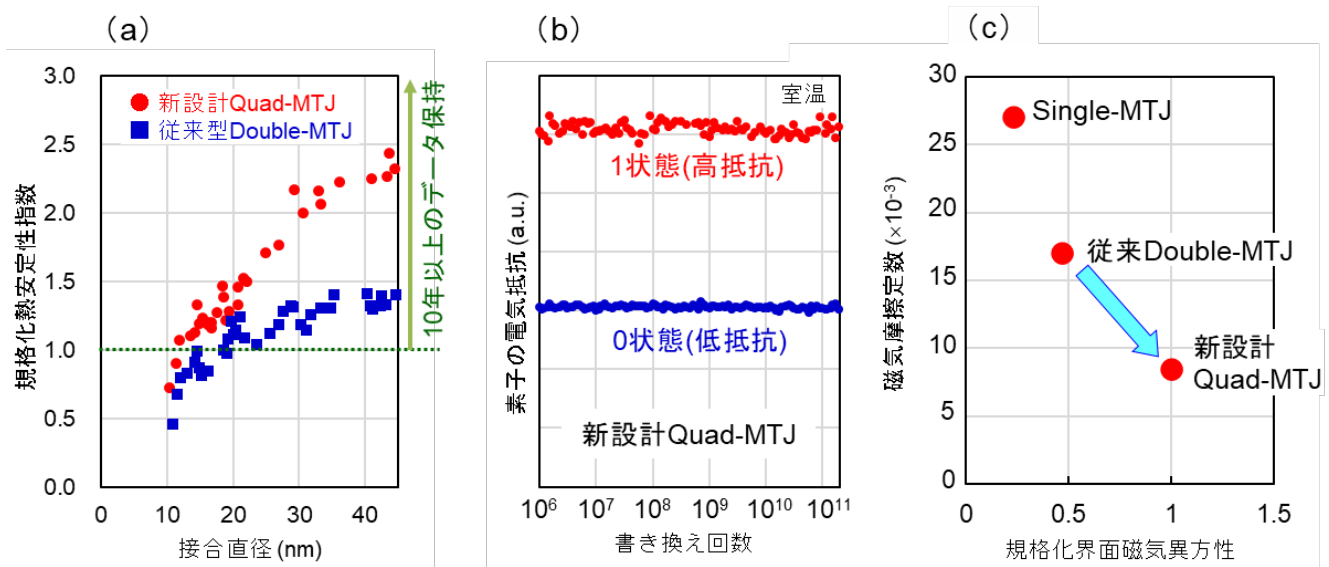 (a)
3.0
2.5
2.0
1.5
1.0
0.5
0.0
0
10
20
30
40
規格化熱安定性指数
接合直径 (nm)
新設計Quad-MTJ
従来型Double-MTJ
10年以上のデータ保持
(b)
室温
1状態(高抵抗)
0状態(低抵抗)
新設計Quad-MTJ
素子の電気抵抗 (a.u.)
10⁶
10⁷
10⁸
10⁹
10¹⁰
10¹¹
書き換え回数
(c)
30
25
20
15
10
5
0
0
0.5
1
1.5
磁気摩擦定数 (×10⁻³)
規格化界面磁気異方性
Single-MTJ
従来Double-MTJ
新設計
Quad-MTJ